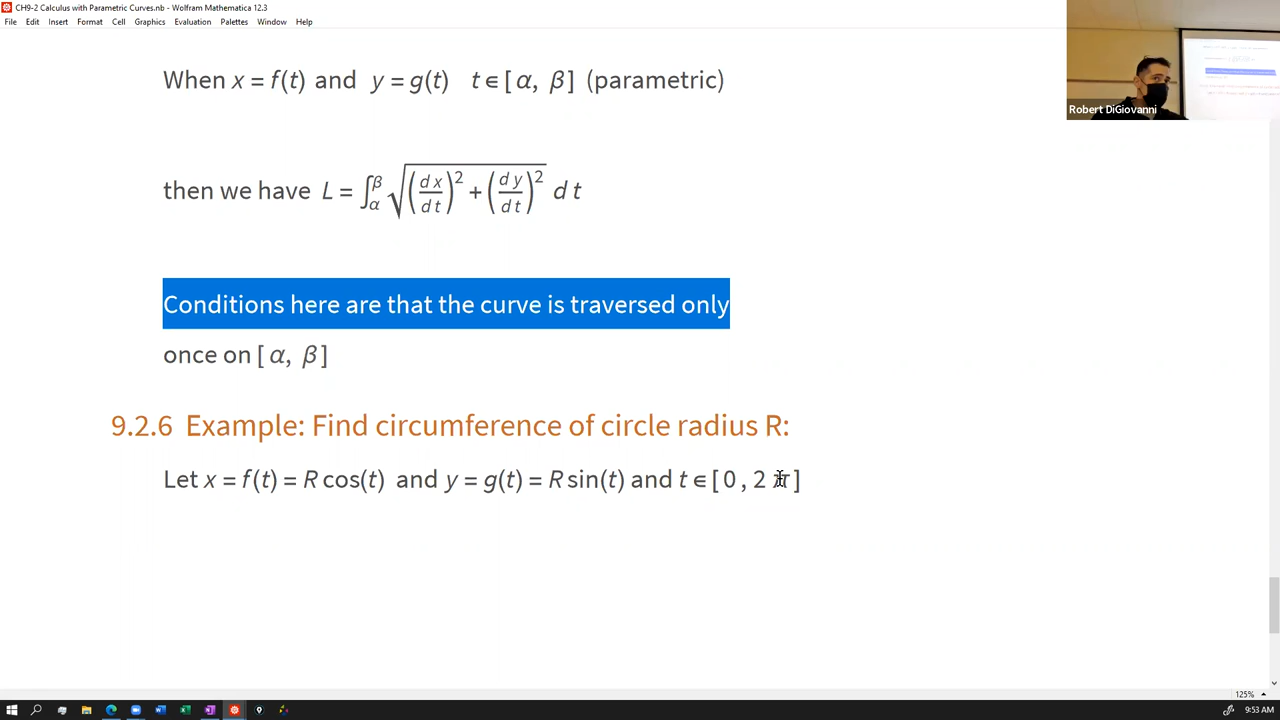 CH9-2 Calculus with Parametric Curves.nb - Wolfram Mathematica 12.3
File Edit Insert Format Cell Graphics Evaluation Palettes Window Help
When x = f(t) and y = g(t) t ∈ [α, β] (parametric)
then we have L = ∫_α^β √((dx/dt)^2 + (dy/dt)^2) dt
Conditions here are that the curve is traversed only
once on [α, β]
9.2.6 Example: Find circumference of circle radius R:
Let x = f(t) = R cos(t) and y = g(t) = R sin(t) and t ∈ [0, 2 π]
Robert DiGiovanni
125%
9:53 AM